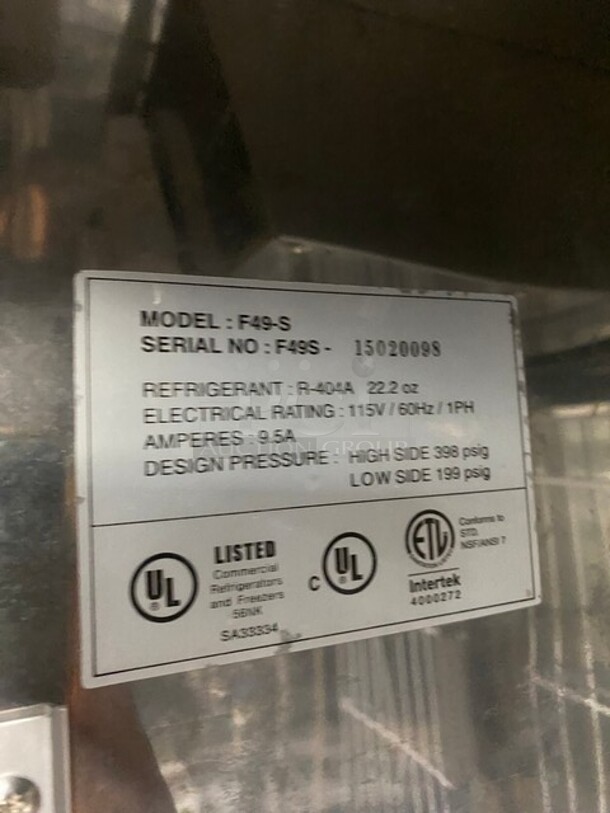 MODEL : F49-S
SERIAL NO : F49S - 15020098
REFRIGERANT : R-404A 22.2 oz
ELECTRICAL RATING : 115V / 60Hz / 1PH
AMPERES : 9.5A
DESIGN PRESSURE : HIGH SIDE 398 psig
LOW SIDE 199 psig
AUCTION GROUP
UL
®
LISTED
Commercial
Refrigerators
and Freezers
56NK
SA33334
C UL
®
ETL
Intertek
4000272
Conforms to
STD.
NSF/ANSI 7